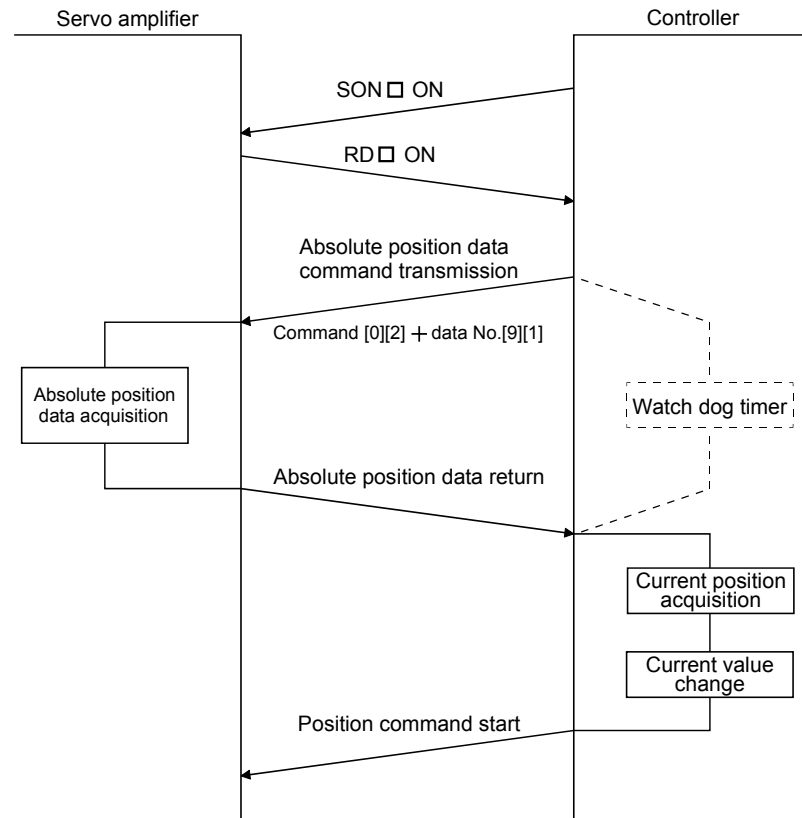 Servo amplifier
Controller
SON□ ON
RD□ ON
Absolute position data
command transmission
Command [0][2] + data No.[9][1]
Absolute position
data acquisition
Watch dog timer
Absolute position data return
Current position
acquisition
Current value
change
Position command start